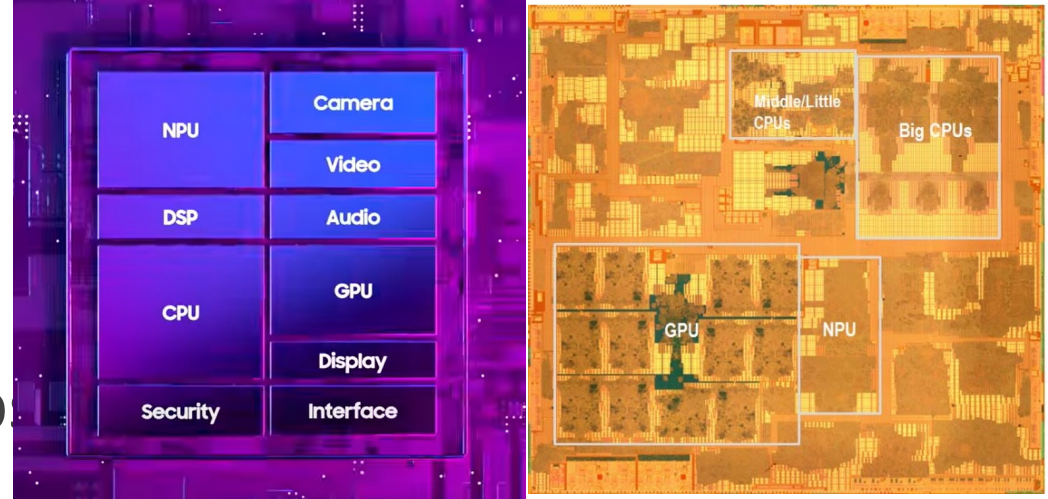 NPU
Camera
Video
DSP
Audio
CPU
GPU
Display
Security
Interface
Middle/Little
CPUs
Big CPUs
GPU
NPU